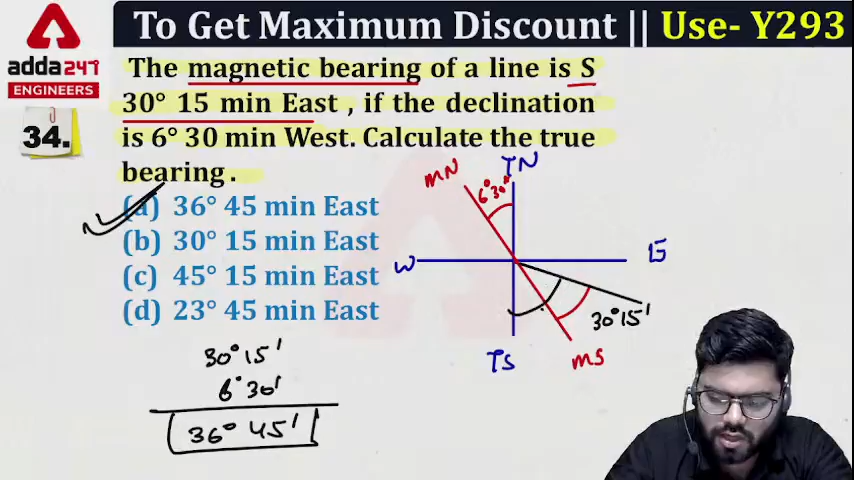 To Get Maximum Discount || Use- Y293
adda247
ENGINEERS
34.
The magnetic bearing of a line is S
30° 15 min East , if the declination
is 6° 30 min West. Calculate the true
bearing .
(a) 36° 45 min East
(b) 30° 15 min East
(c) 45° 15 min East
(d) 23° 45 min East
MN
TN
6°30'
W
E
30°15'
TS
MS
30°15'
6°30'
36° 45'